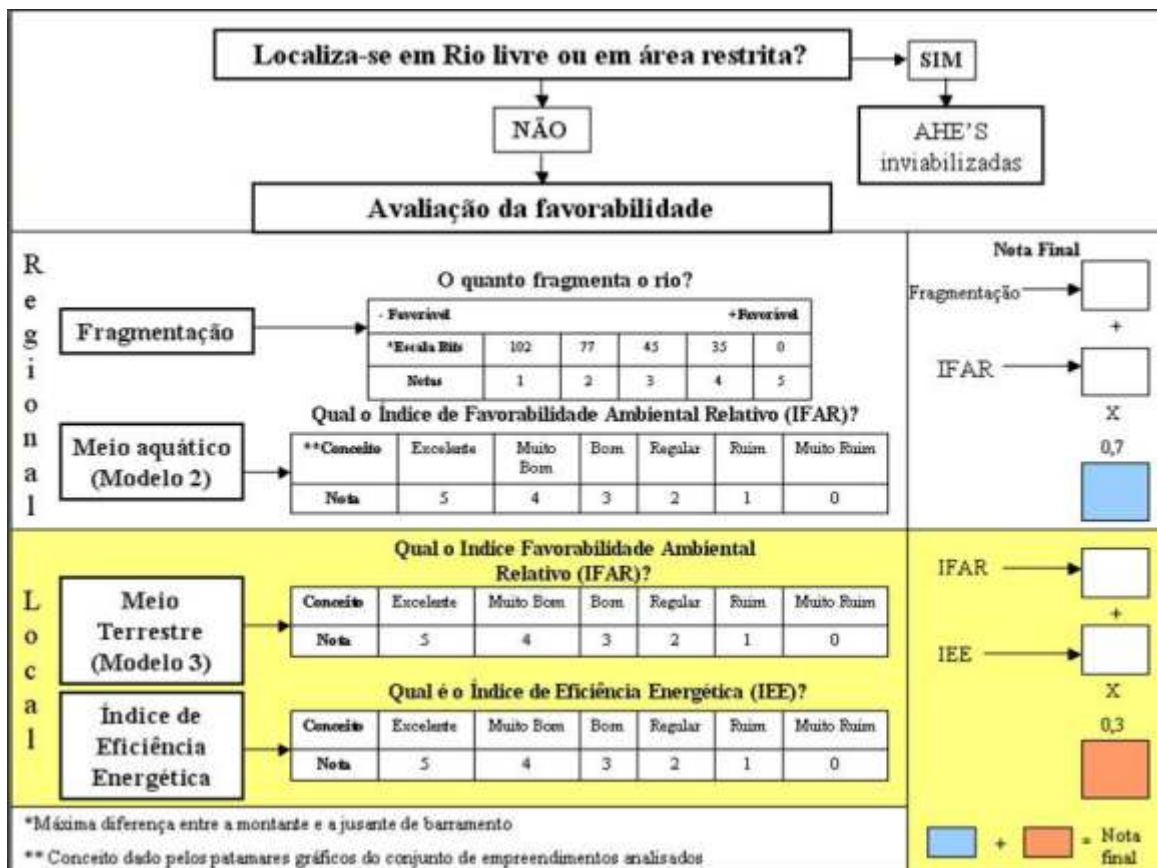 Localiza-se em Rio livre ou em área restrita?
SIM
NÃO
AHE'S
inviabilizadas
Avaliação da favorabilidade
Regional
Fragmentação
O quanto fragmenta o rio?
- Favorável +Favorável
*Escala Bits 102 77 45 35 0
Notas 1 2 3 4 5
Meio aquático
(Modelo 2)
Qual o Índice de Favorabilidade Ambiental Relativo (IFAR)?
**Conceito Excelente Muito Bom Bom Regular Ruim Muito Ruim
Nota 5 4 3 2 1 0
Nota Final
Fragmentação
+
IFAR
X
0,7
Local
Meio
Terrestre
(Modelo 3)
Qual o Indice Favorabilidade Ambiental
Relativo (IFAR)?
Conceito Excelente Muito Bom Bom Regular Ruim Muito Ruim
Nota 5 4 3 2 1 0
Índice de
Eficiência
Energética
Qual é o Índice de Eficiência Energética (IEE)?
Conceito Excelente Muito Bom Bom Regular Ruim Muito Ruim
Nota 5 4 3 2 1 0
IFAR
+
IEE
X
0,3
+ = Nota
final
*Máxima diferença entre a montante e a jusante de barramento
** Conceito dado pelos patamares gráficos do conjunto de empreendimentos analisados